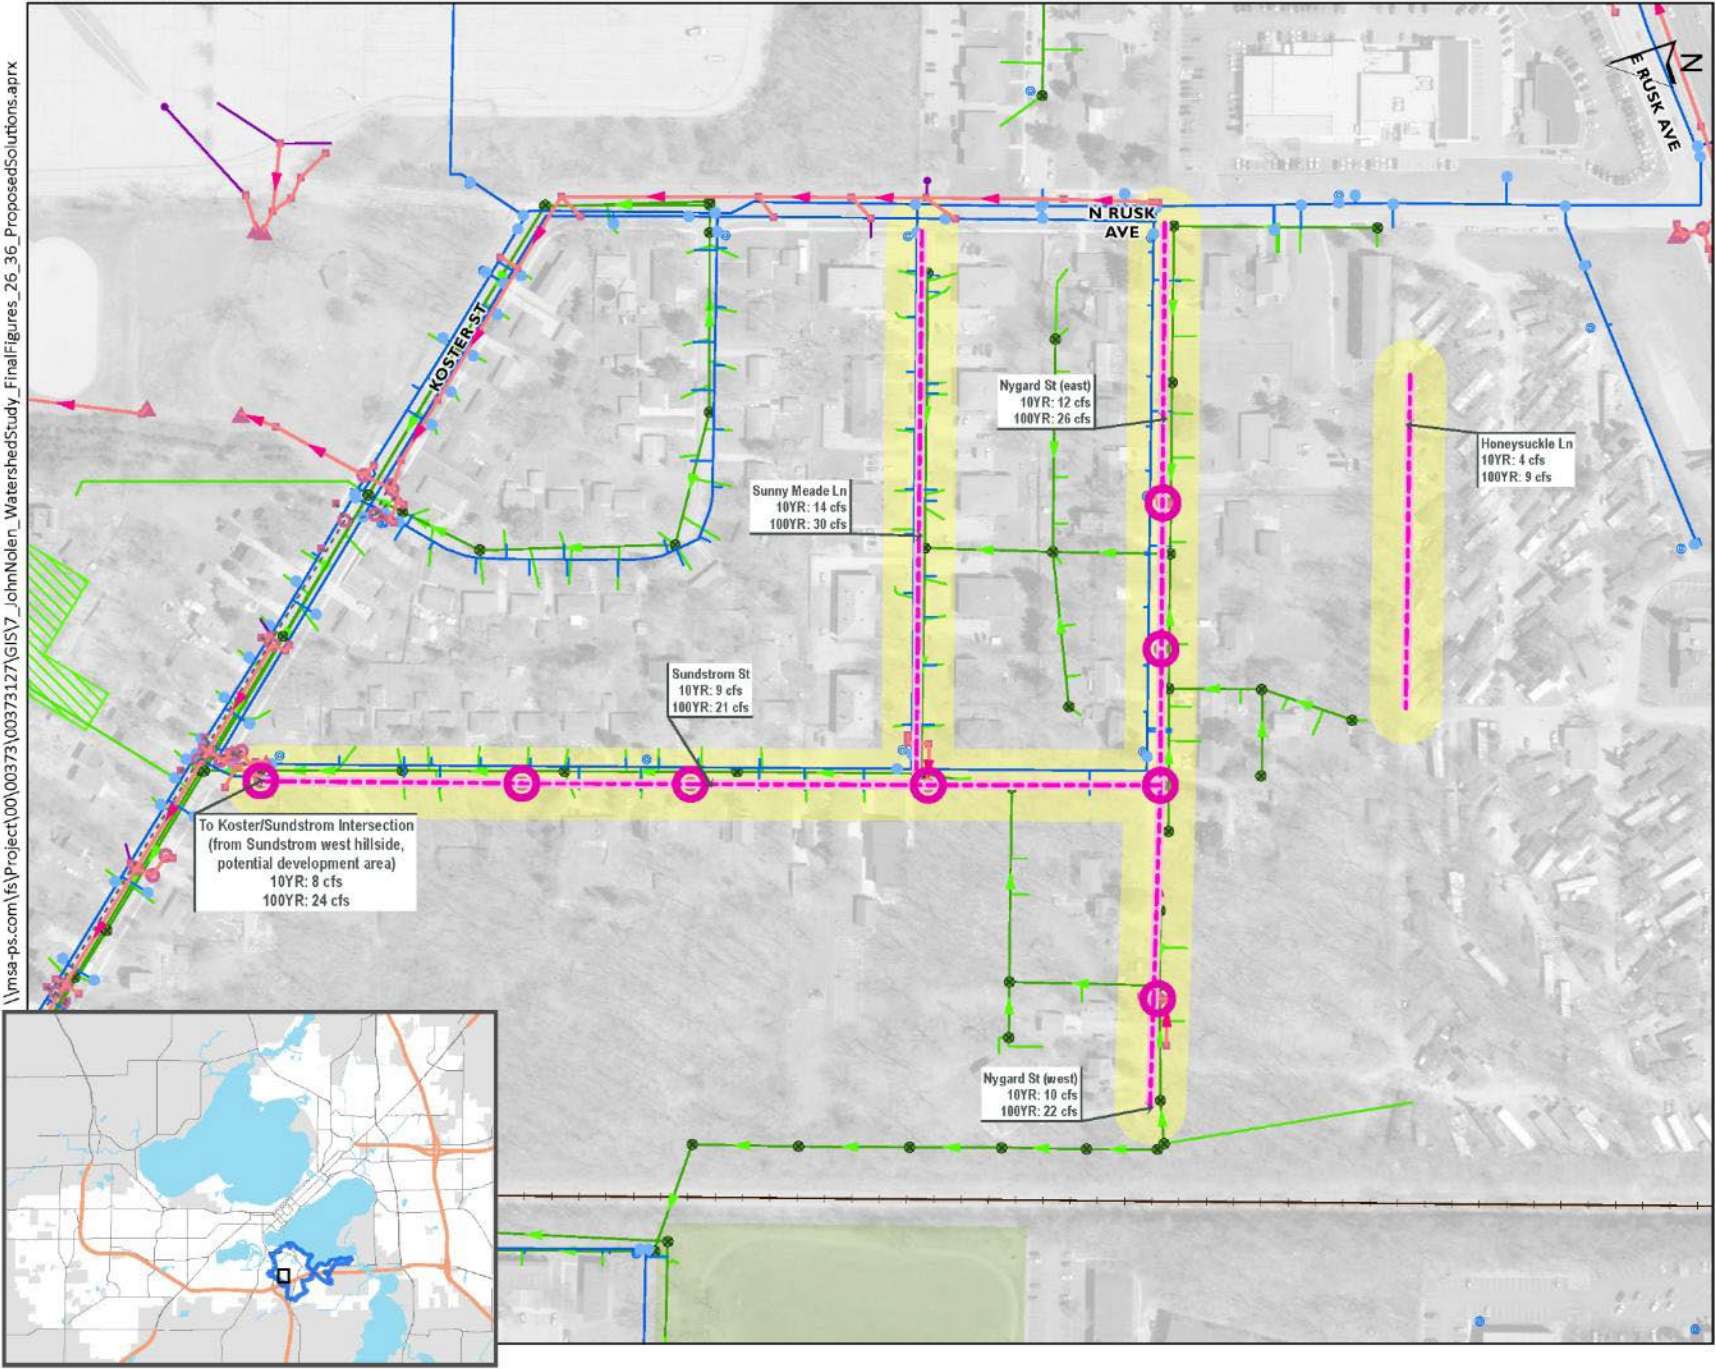 \\msa-ps.com\fs\Project\00\00373\00373127\GIS\7_JohnNolen_WatershedStudy_FinalFigures_26_36_ProposedSolutions.aprx
N
E RUSK AVE
N RUSK
AVE
KOSTER ST
Nygard St (east)
10YR: 12 cfs
100YR: 26 cfs
Honeysuckle Ln
10YR: 4 cfs
100YR: 9 cfs
Sunny Meade Ln
10YR: 14 cfs
100YR: 30 cfs
Sundstrom St
10YR: 9 cfs
100YR: 21 cfs
To Koster/Sundstrom Intersection
(from Sundstrom west hillside,
potential development area)
10YR: 8 cfs
100YR: 24 cfs
Nygard St (west)
10YR: 10 cfs
100YR: 22 cfs